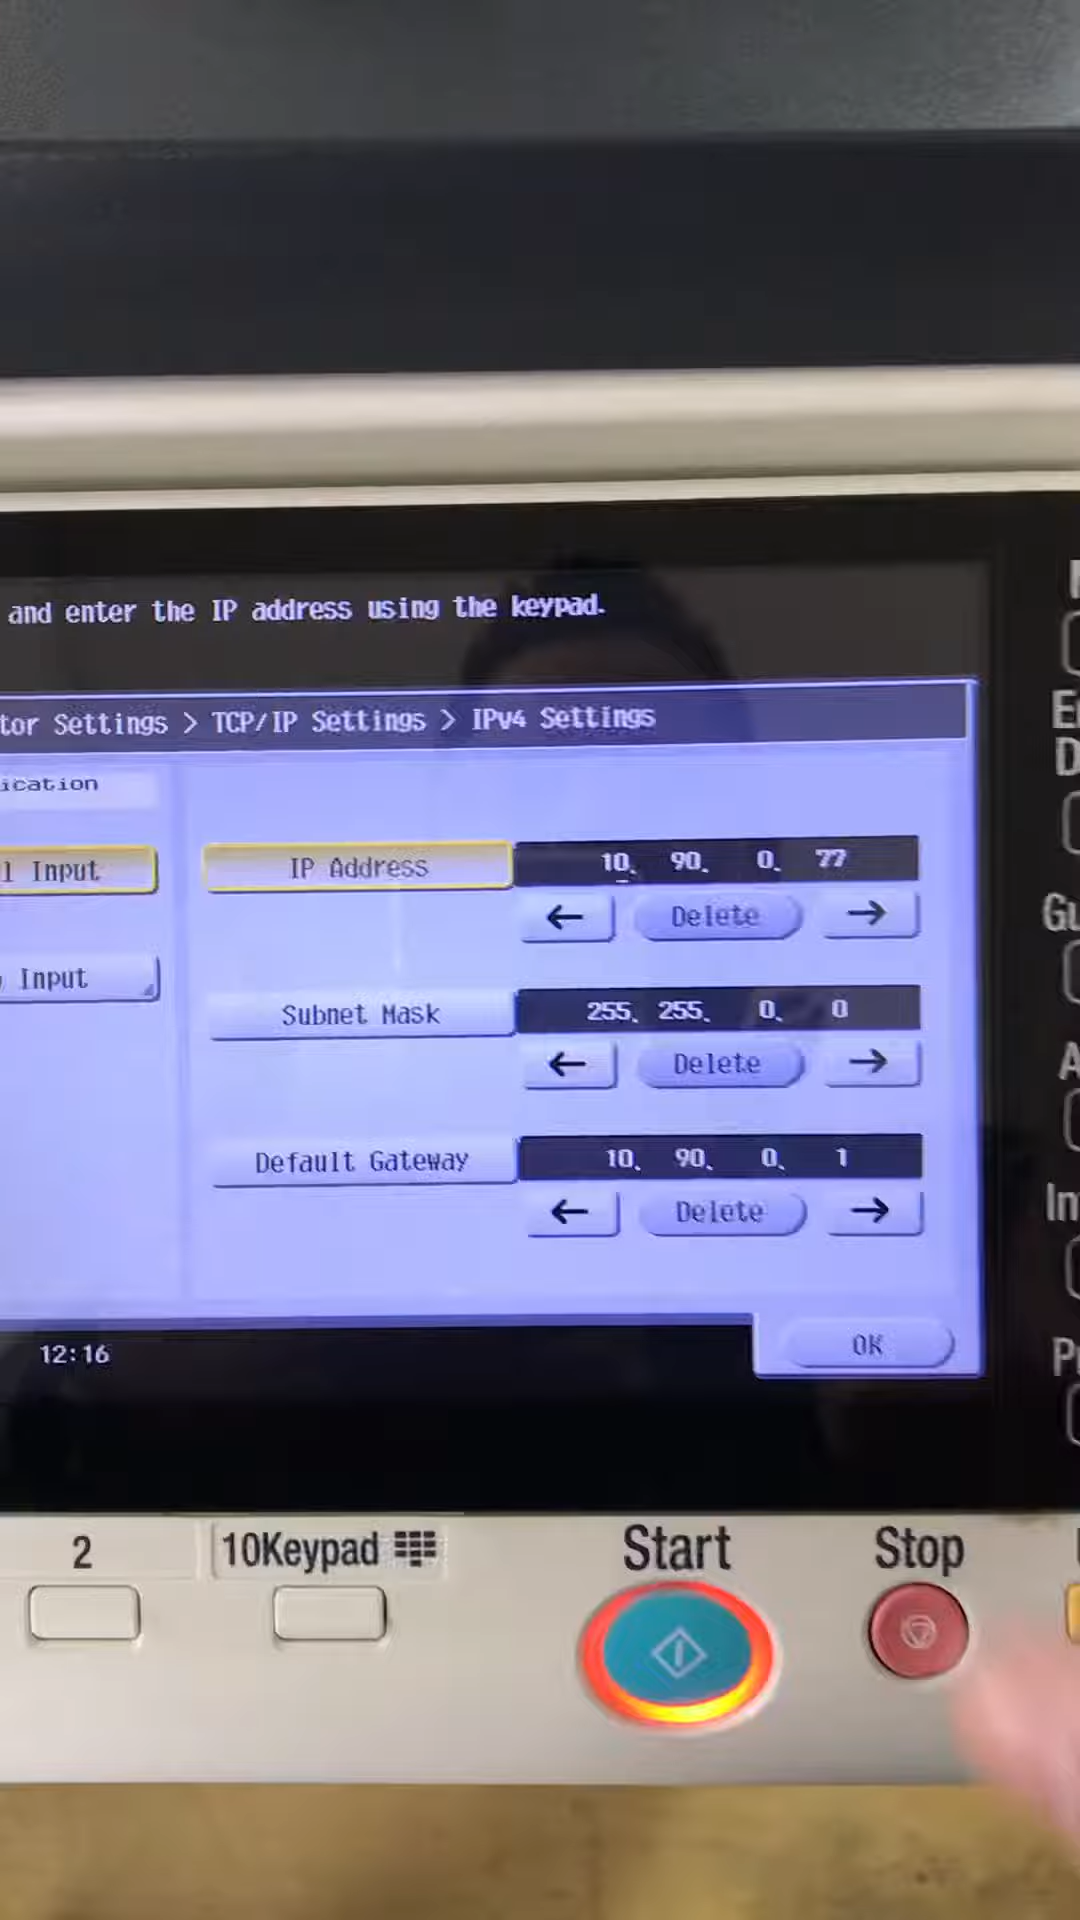 and enter the IP address using the keypad.
tor Settings > TCP/IP Settings > IPv4 Settings
ication
l Input
IP Address 10. 90. 0. 77
← Delete →
Input
Subnet Mask 255. 255. 0. 0
← Delete →
Default Gateway 10. 90. 0. 1
← Delete →
12:16
OK
2
10Keypad
Start
Stop
Gu
A
In